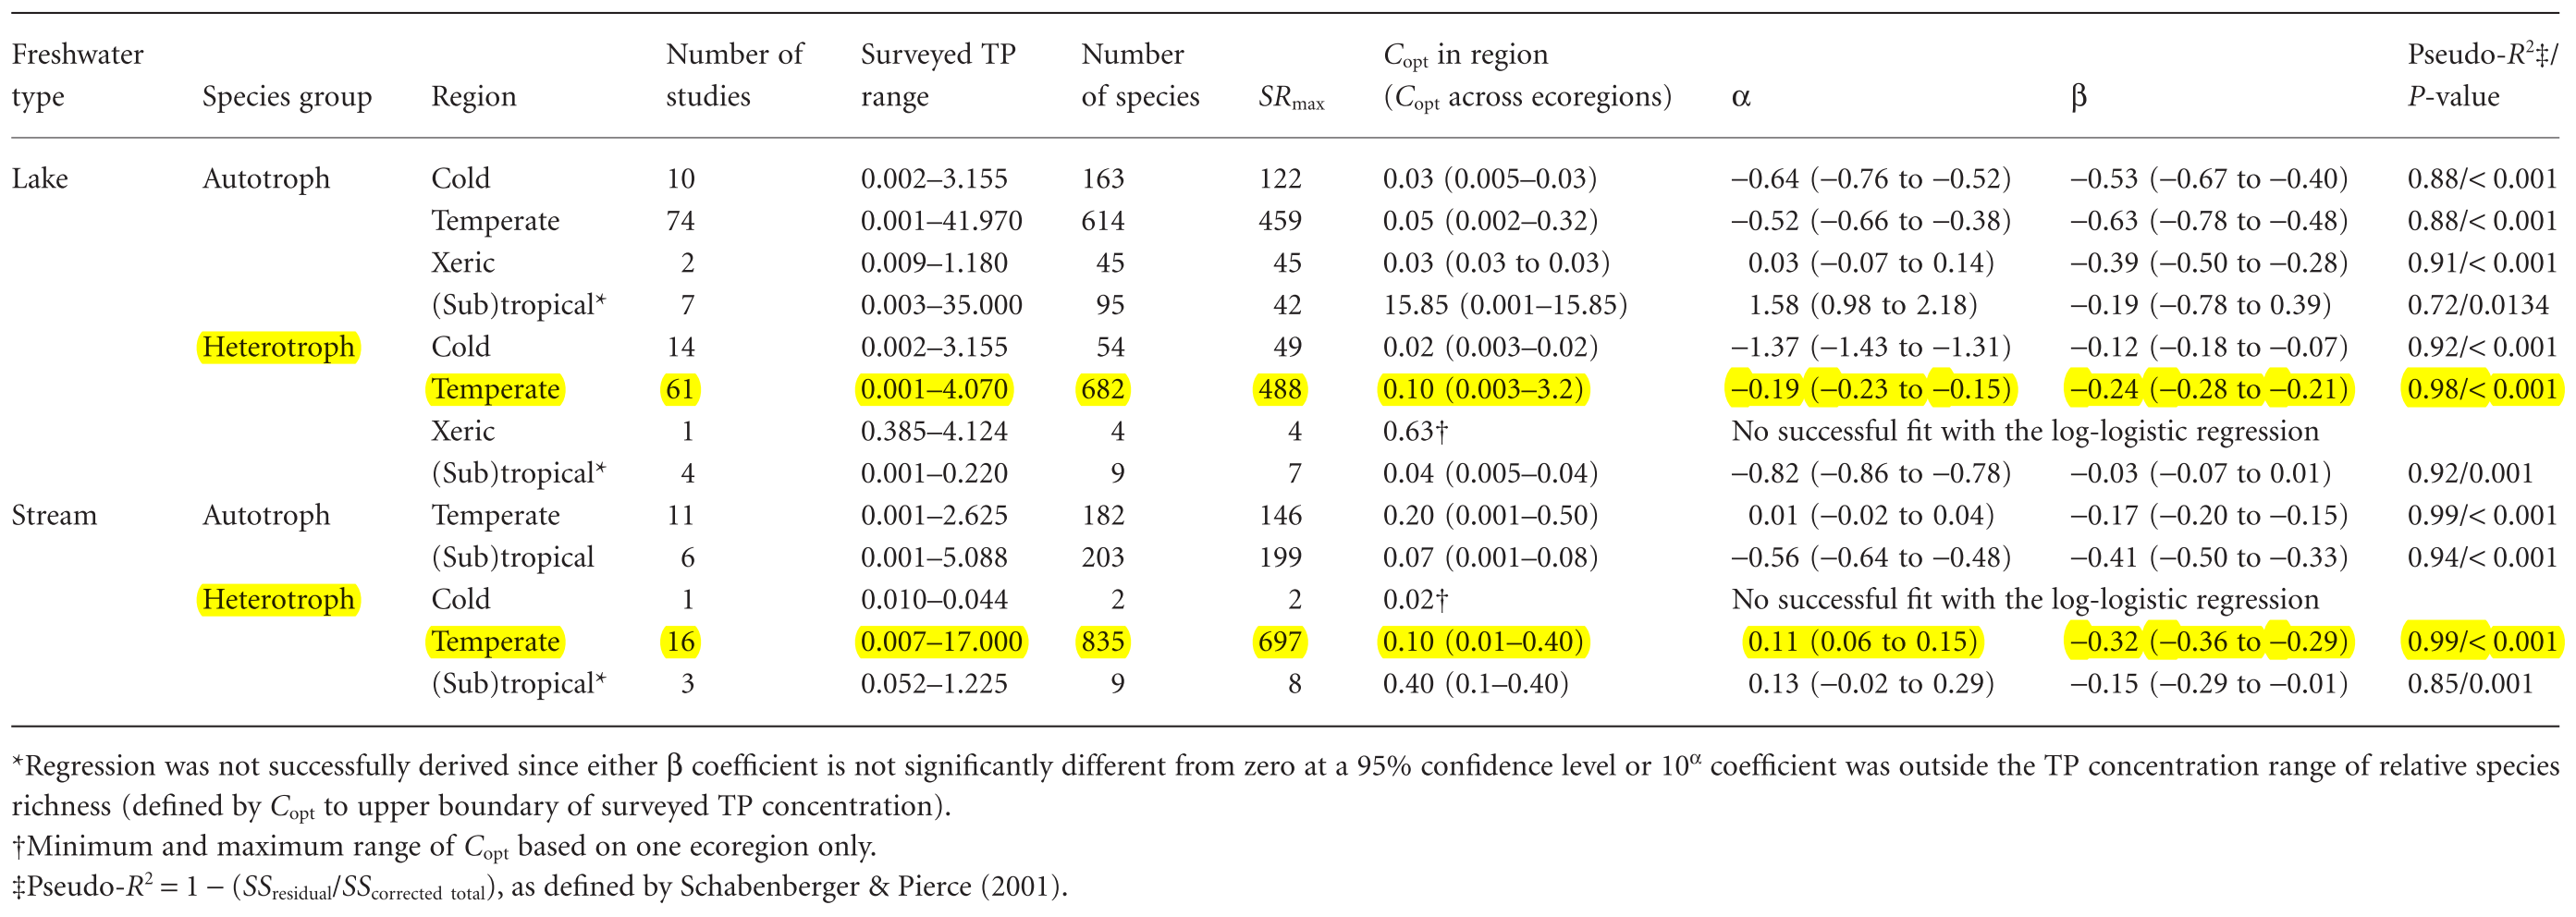 Freshwater type Species group Region Number of studies Surveyed TP range Number of species SRmax Copt in region (Copt across ecoregions) α β Pseudo-R²‡/ P-value
Lake Autotroph Cold 10 0.002–3.155 163 122 0.03 (0.005–0.03) −0.64 (−0.76 to −0.52) −0.53 (−0.67 to −0.40) 0.88/< 0.001
Temperate 74 0.001–41.970 614 459 0.05 (0.002–0.32) −0.52 (−0.66 to −0.38) −0.63 (−0.78 to −0.48) 0.88/< 0.001
Xeric 2 0.009–1.180 45 45 0.03 (0.03 to 0.03) 0.03 (−0.07 to 0.14) −0.39 (−0.50 to −0.28) 0.91/< 0.001
(Sub)tropical* 7 0.003–35.000 95 42 15.85 (0.001–15.85) 1.58 (0.98 to 2.18) −0.19 (−0.78 to 0.39) 0.72/0.0134
Heterotroph Cold 14 0.002–3.155 54 49 0.02 (0.003–0.02) −1.37 (−1.43 to −1.31) −0.12 (−0.18 to −0.07) 0.92/< 0.001
Temperate 61 0.001–4.070 682 488 0.10 (0.003–3.2) −0.19 (−0.23 to −0.15) −0.24 (−0.28 to −0.21) 0.98/< 0.001
Xeric 1 0.385–4.124 4 4 0.63† No successful fit with the log-logistic regression
(Sub)tropical* 4 0.001–0.220 9 7 0.04 (0.005–0.04) −0.82 (−0.86 to −0.78) −0.03 (−0.07 to 0.01) 0.92/0.001
Stream Autotroph Temperate 11 0.001–2.625 182 146 0.20 (0.001–0.50) 0.01 (−0.02 to 0.04) −0.17 (−0.20 to −0.15) 0.99/< 0.001
(Sub)tropical 6 0.001–5.088 203 199 0.07 (0.001–0.08) −0.56 (−0.64 to −0.48) −0.41 (−0.50 to −0.33) 0.94/< 0.001
Heterotroph Cold 1 0.010–0.044 2 2 0.02† No successful fit with the log-logistic regression
Temperate 16 0.007–17.000 835 697 0.10 (0.01–0.40) 0.11 (0.06 to 0.15) −0.32 (−0.36 to −0.29) 0.99/< 0.001
(Sub)tropical* 3 0.052–1.225 9 8 0.40 (0.1–0.40) 0.13 (−0.02 to 0.29) −0.15 (−0.29 to −0.01) 0.85/0.001
*Regression was not successfully derived since either β coefficient is not significantly different from zero at a 95% confidence level or 10^α coefficient was outside the TP concentration range of relative species
richness (defined by Copt to upper boundary of surveyed TP concentration).
†Minimum and maximum range of Copt based on one ecoregion only.
‡Pseudo-R² = 1 − (SSresidual/SScorrected total), as defined by Schabenberger & Pierce (2001).